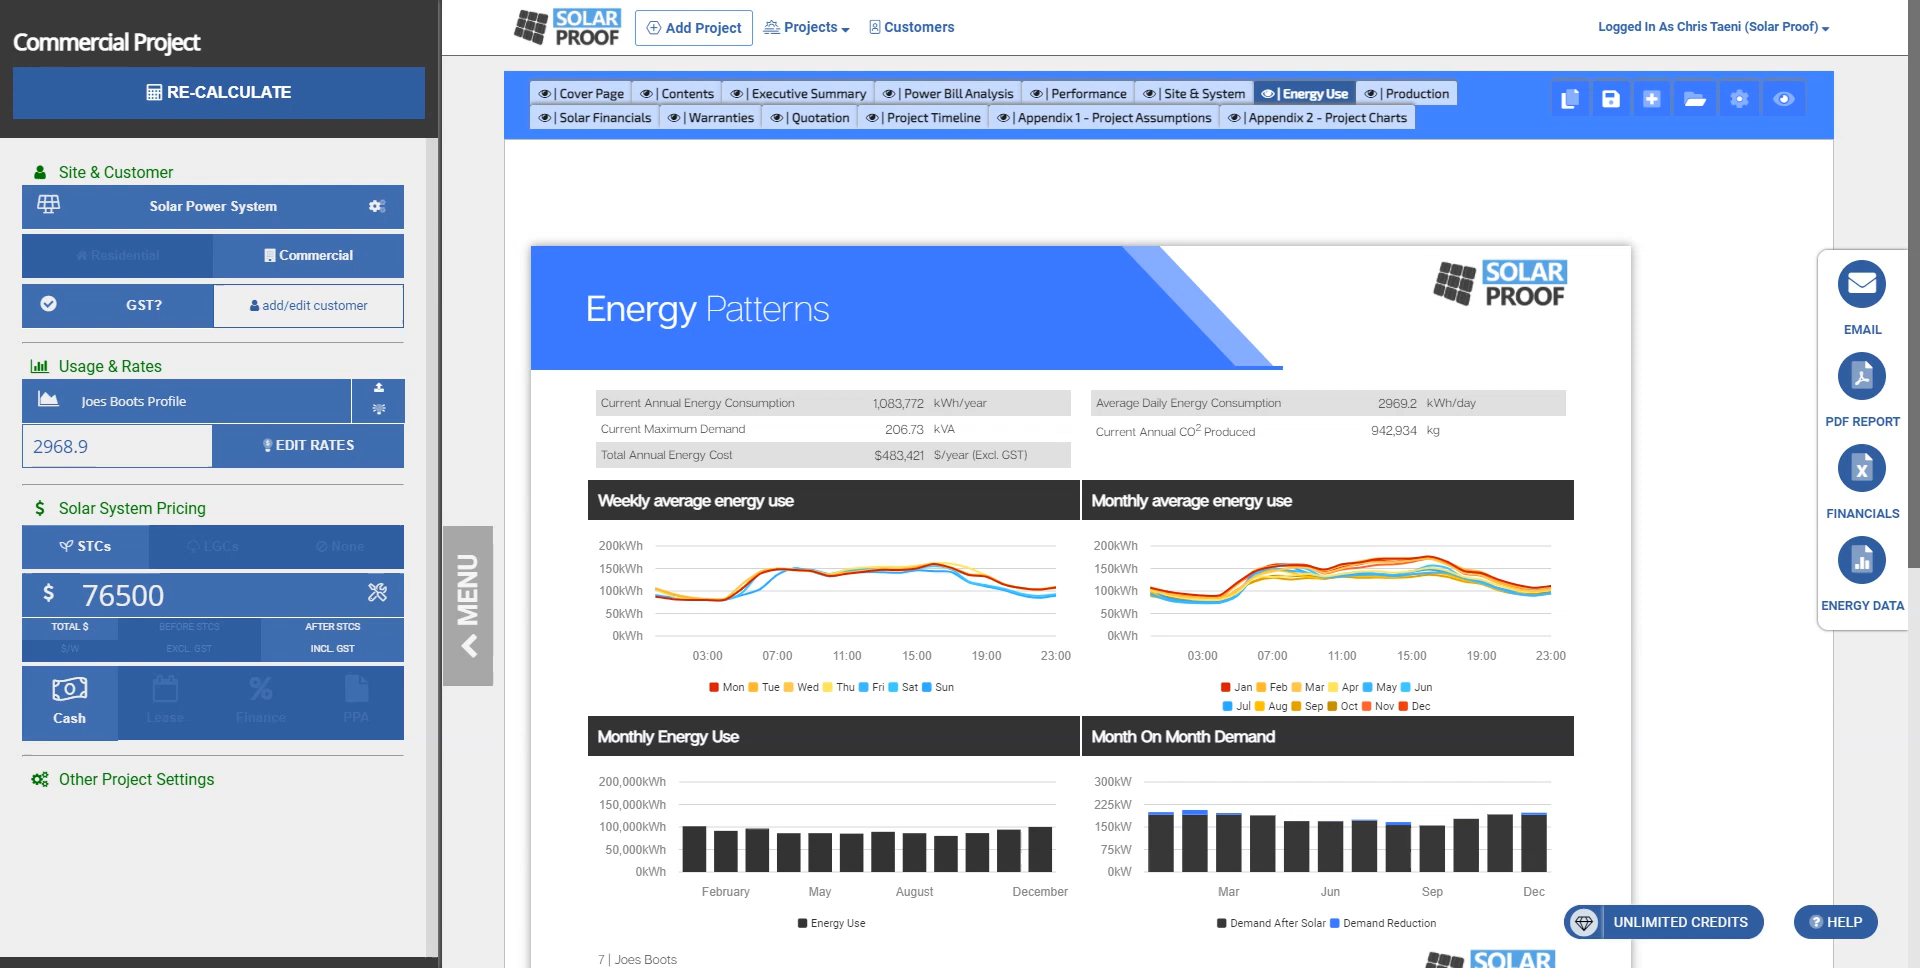 Commercial Project
RE-CALCULATE
Site & Customer
Solar Power System
Residential
Commercial
GST?
add/edit customer
Usage & Rates
Joes Boots Profile
2968.9
EDIT RATES
$ Solar System Pricing
STCs
LGCs
None
$ 76500
TOTAL $
BEFORE STCS
AFTER STCS
$/W
EXCL. GST
INCL. GST
Cash
Lease
Finance
PPA
Other Project Settings
MENU
SOLAR
PROOF
Add Project
Projects
Customers
Logged In As Chris Taeni (Solar Proof)
| Cover Page
| Contents
| Executive Summary
| Power Bill Analysis
| Performance
| Site & System
| Energy Use
| Production
| Solar Financials
| Warranties
| Quotation
| Project Timeline
| Appendix 1 - Project Assumptions
| Appendix 2 - Project Charts
Energy Patterns
SOLAR
PROOF
Current Annual Energy Consumption 1,083,772 kWh/year
Current Maximum Demand 206.73 kVA
Total Annual Energy Cost $483,421 $/year (Excl. GST)
Average Daily Energy Consumption 2969.2 kWh/day
Current Annual CO2 Produced 942,934 kg
Weekly average energy use
200kWh
150kWh
100kWh
50kWh
0kWh
03:00 07:00 11:00 15:00 19:00 23:00
Mon Tue Wed Thu Fri Sat Sun
Monthly average energy use
200kWh
150kWh
100kWh
50kWh
0kWh
03:00 07:00 11:00 15:00 19:00 23:00
Jan Feb Mar Apr May Jun
Jul Aug Sep Oct Nov Dec
Monthly Energy Use
200,000kWh
150,000kWh
100,000kWh
50,000kWh
0kWh
February May August December
Energy Use
Month On Month Demand
300kW
225kW
150kW
75kW
0kW
Mar Jun Sep Dec
Demand After Solar Demand Reduction
7 | Joes Boots
SOLAR
EMAIL
PDF REPORT
X
FINANCIALS
ENERGY DATA
UNLIMITED CREDITS
? HELP